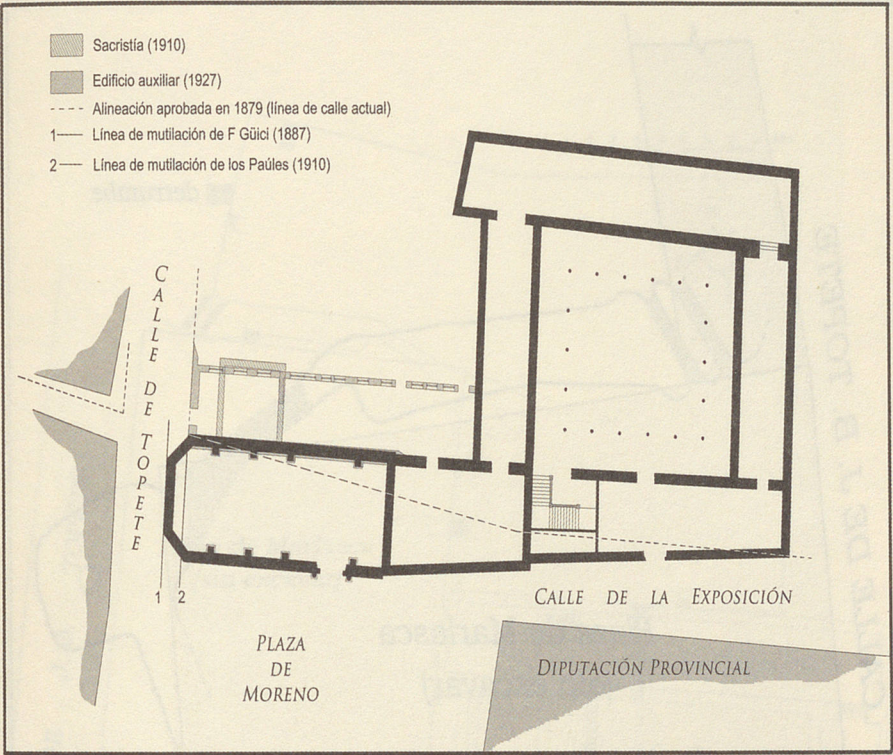 Sacristía (1910)
Edificio auxiliar (1927)
Alineación aprobada en 1879 (línea de calle actual)
1 Línea de mutilación de F Güici (1887)
2 Línea de mutilación de los Paúles (1910)
CALLE DE TOPETE
1 2
CALLE DE LA EXPOSICIÓN
PLAZA
DE
MORENO
DIPUTACIÓN PROVINCIAL